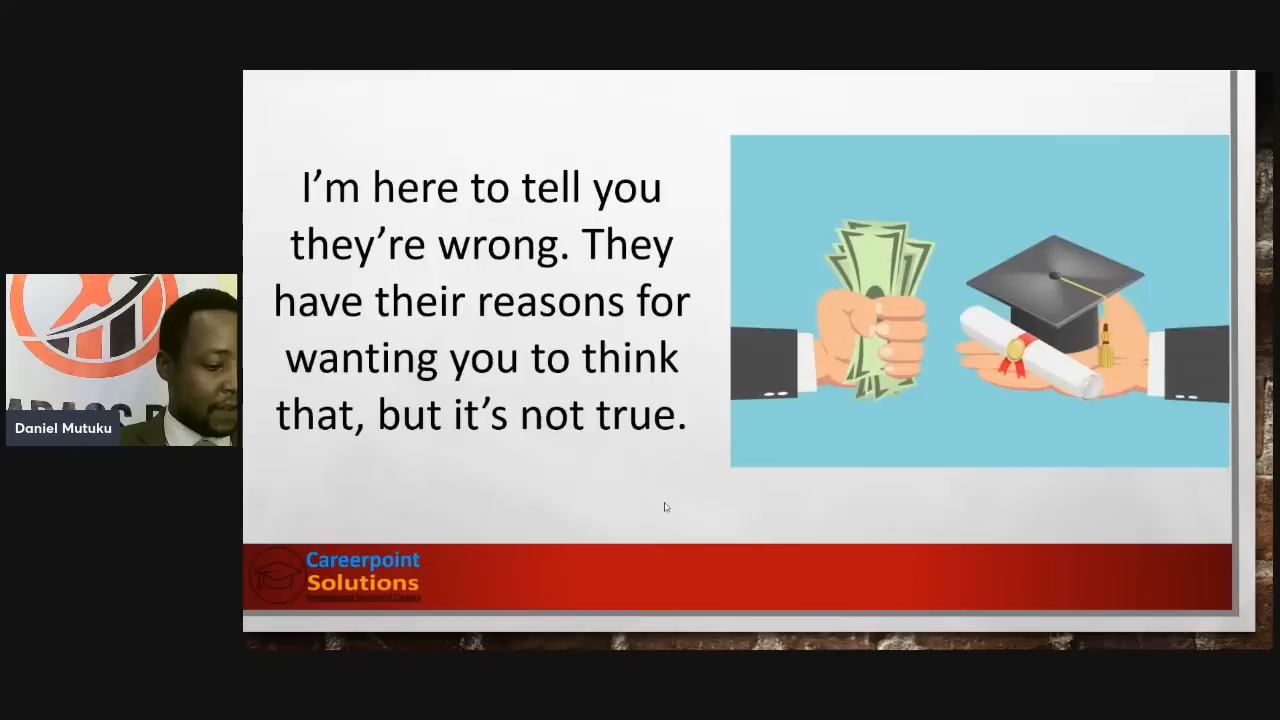 I'm here to tell you
they're wrong. They
have their reasons for
wanting you to think
that, but it's not true.
Daniel Mutuku
Careerpoint
Solutions